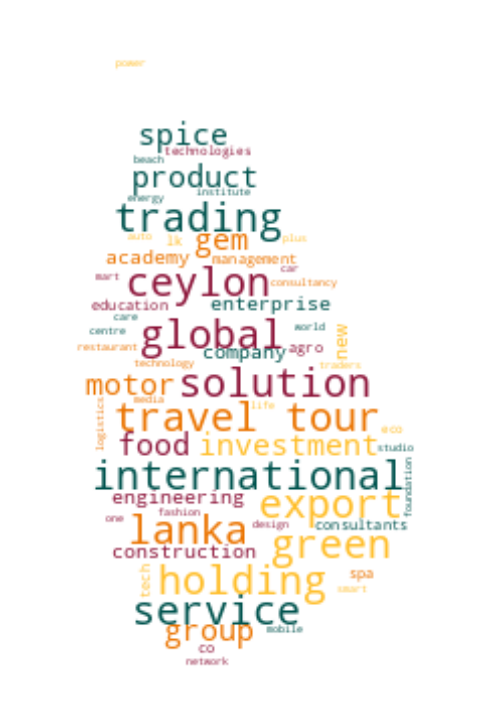 power
spice
technologies
beach
product
institute
energy
trading
auto lk gem plus
academy management
mart ceylon car
consultancy
education enterprise
care
centre global world new
restaurant company agro
technology traders
motor solution
media
logistics travel tour
life
eco
food investment studio
international foundation
engineering export
one fashion
lanka design consultants
construction green
tech holding spa
smart
service
group mobile
co
network